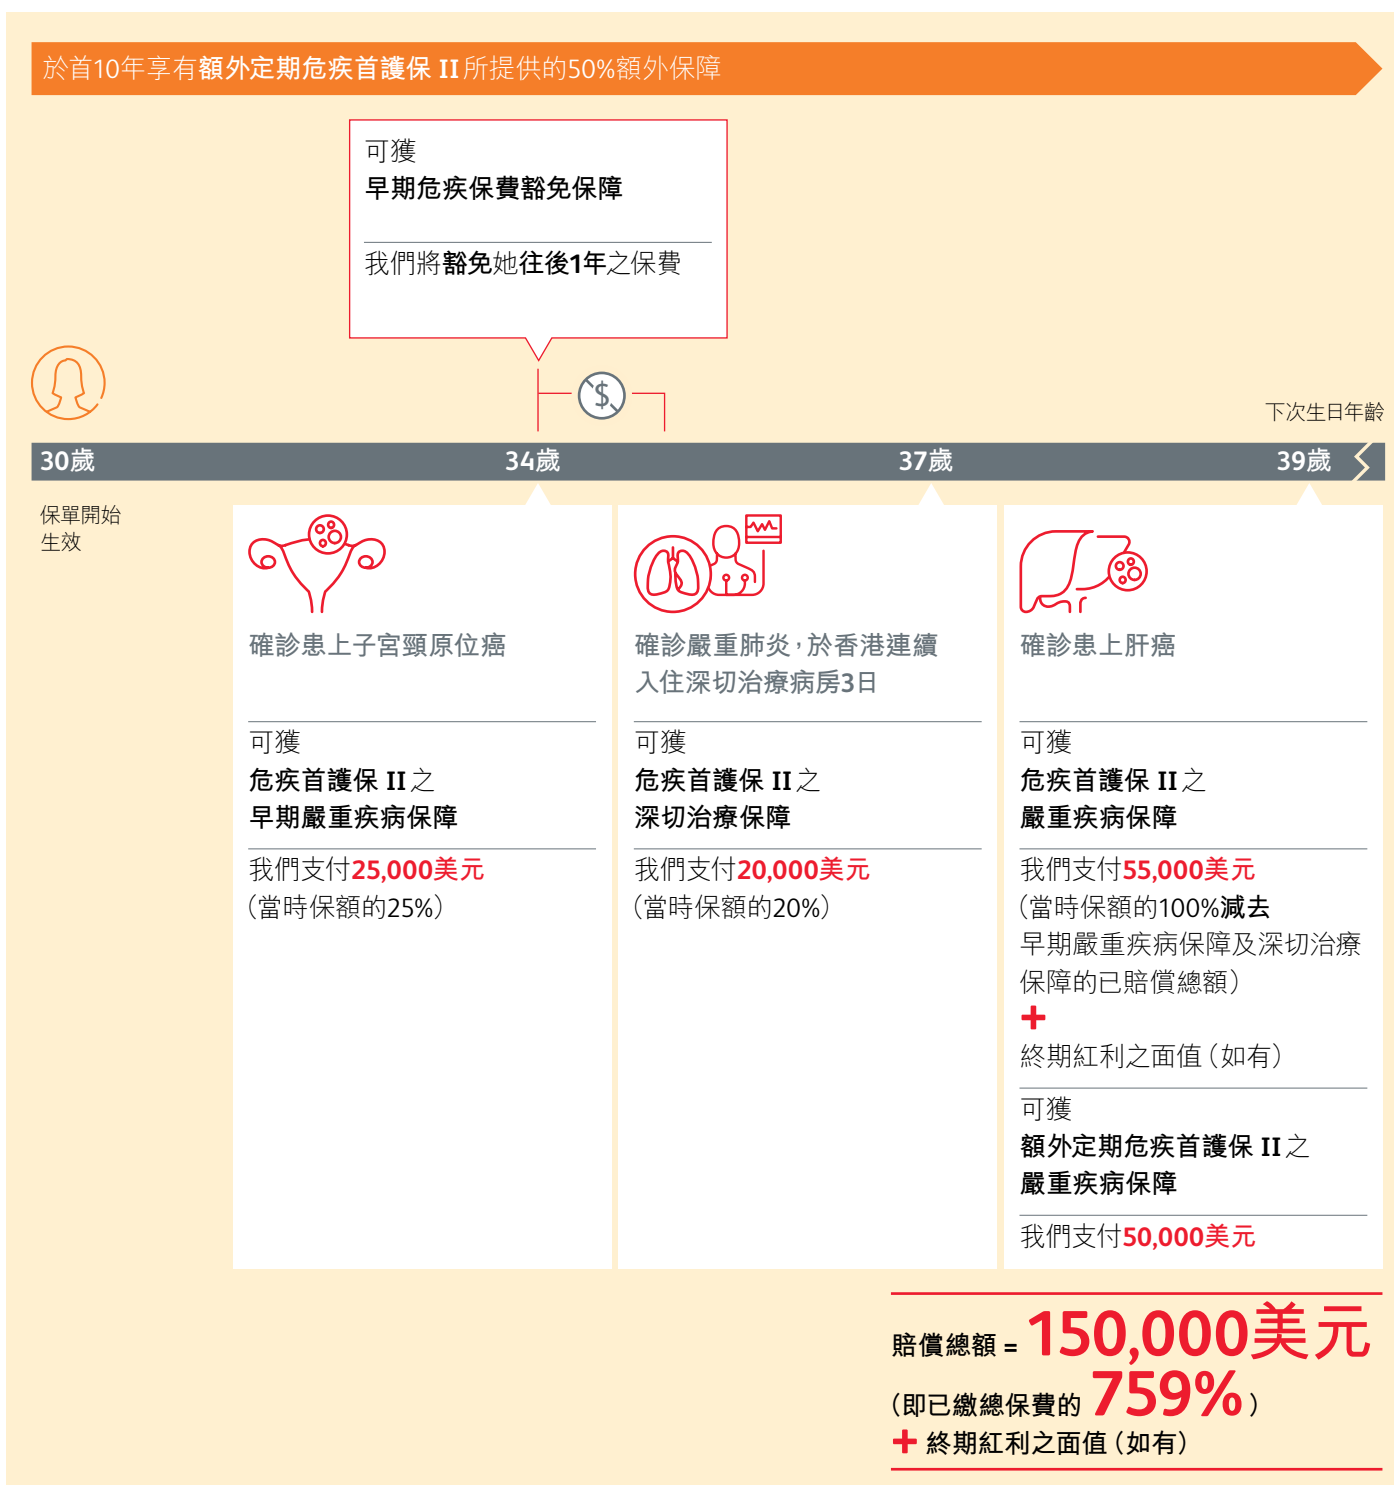 於首10年享有額外定期危疾首護保 II 所提供的50%額外保障
可獲
早期危疾保費豁免保障
我們將豁免她往後1年之保費
$
下次生日年齡
30歲
34歲
37歲
39歲
保單開始
生效
確診患上子宮頸原位癌
可獲
危疾首護保 II 之
早期嚴重疾病保障
我們支付25,000美元
（當時保額的25%）
確診嚴重肺炎，於香港連續
入住深切治療病房3日
可獲
危疾首護保 II 之
深切治療保障
我們支付20,000美元
（當時保額的20%）
確診患上肝癌
可獲
危疾首護保 II 之
嚴重疾病保障
我們支付55,000美元
（當時保額的100%減去
早期嚴重疾病保障及深切治療
保障的已賠償總額）
+
終期紅利之面值（如有）
可獲
額外定期危疾首護保 II 之
嚴重疾病保障
我們支付50,000美元
賠償總額 = 150,000美元
（即已繳總保費的 759%）
+ 終期紅利之面值（如有）